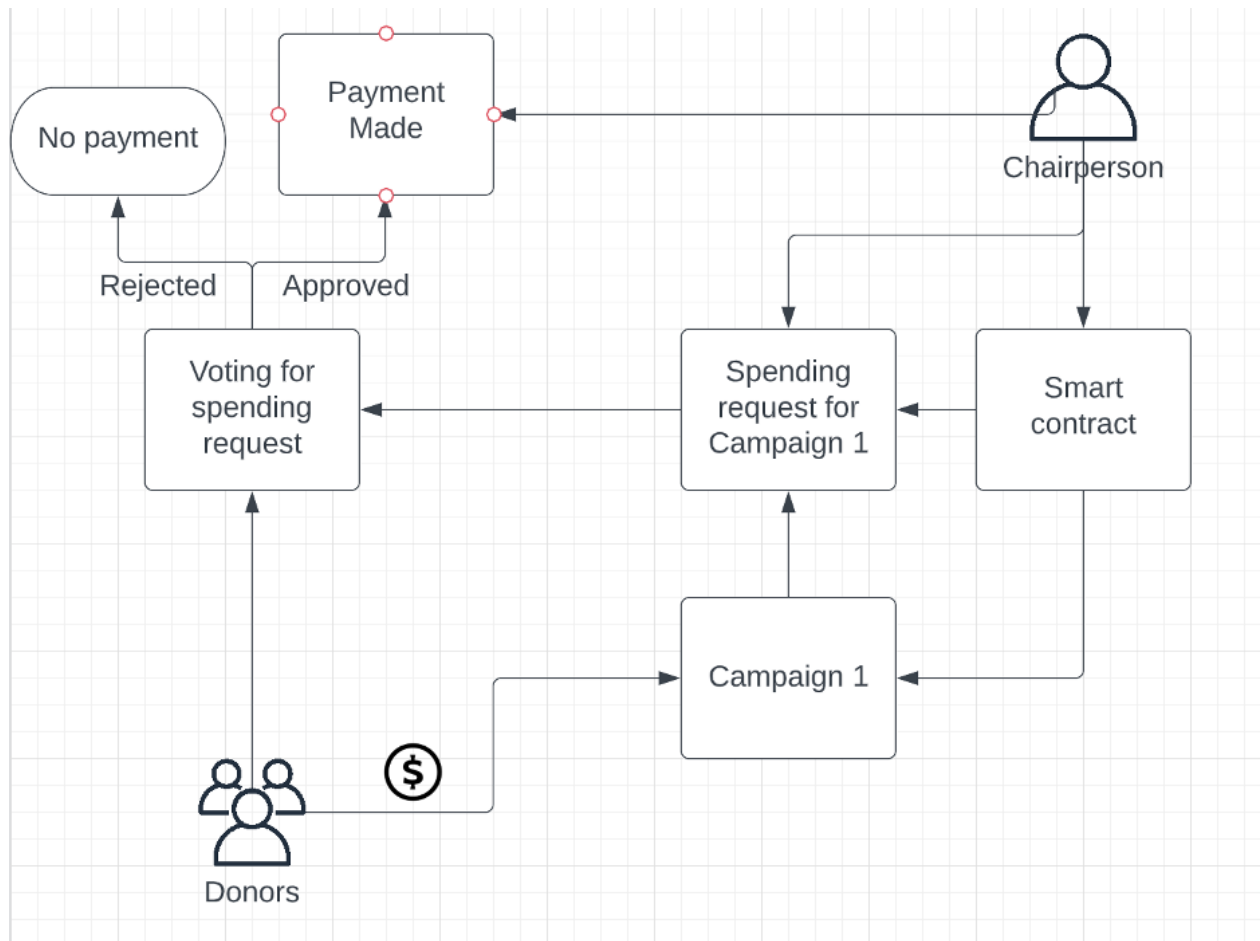 Payment
Made
No payment
Chairperson
Rejected
Approved
Voting for
spending
request
Spending
request for
Campaign 1
Smart
contract
Campaign 1
$
Donors